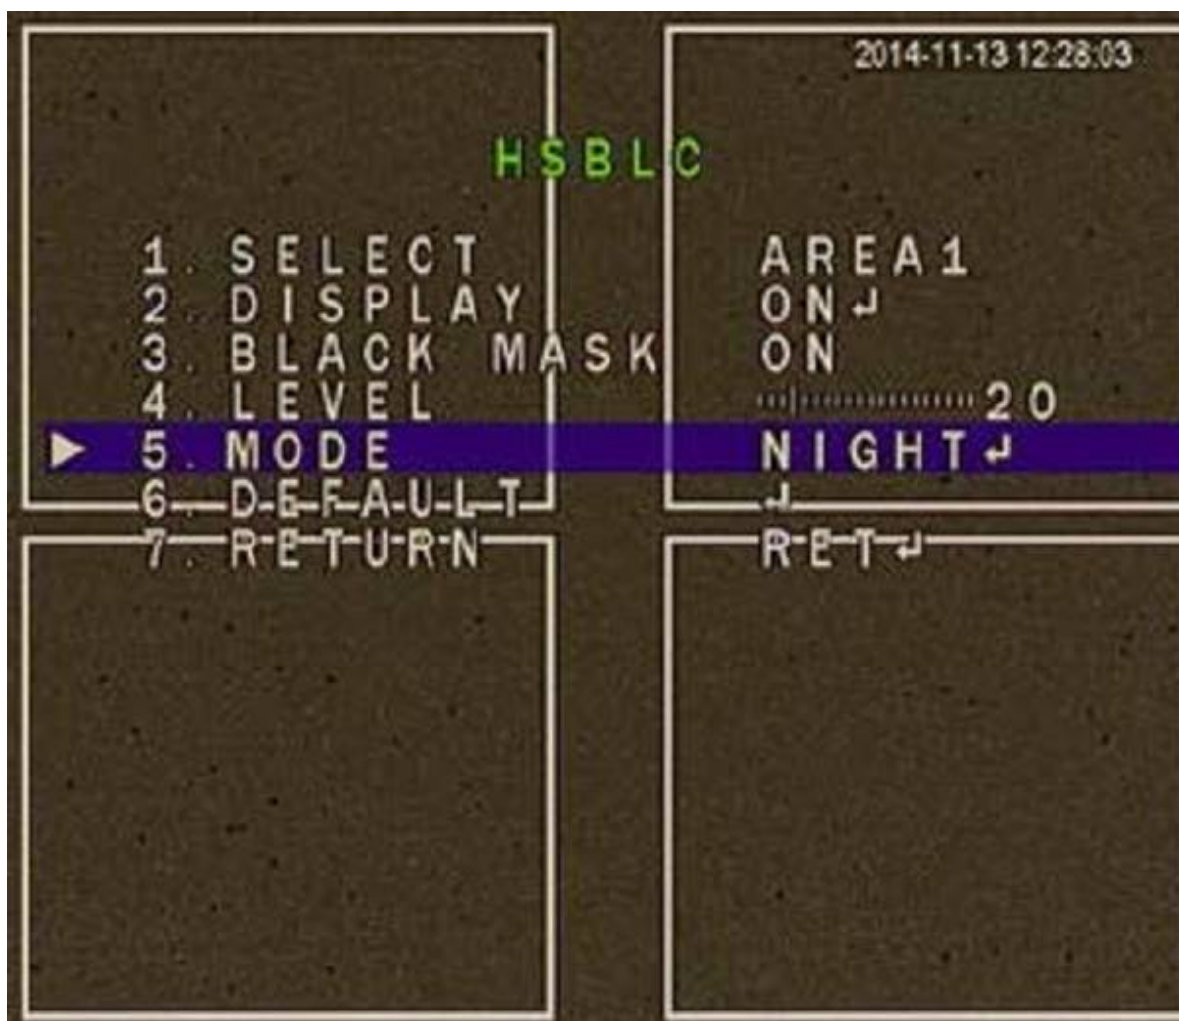 2014-11-13 12:28:03
HSBLC
1. SELECT AREA1
2. DISPLAY ON↲
3. BLACK MASK ON
4. LEVEL 20
5. MODE NIGHT↲
6. DEFAULT ↲
7. RETURN RET↲